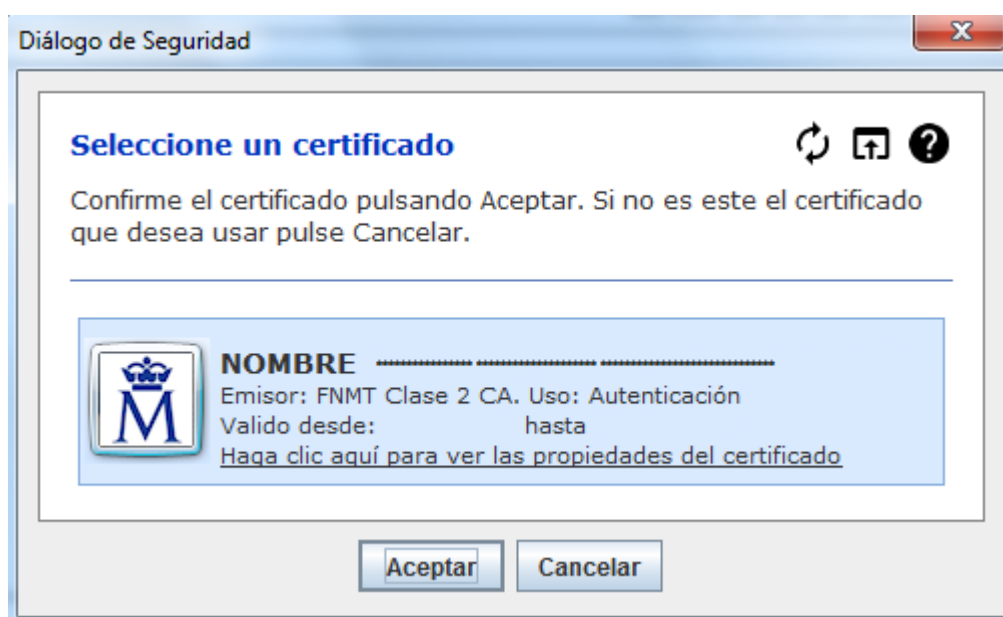 Diálogo de Seguridad
Seleccione un certificado
Confirme el certificado pulsando Aceptar. Si no es este el certificado
que desea usar pulse Cancelar.
NOMBRE
Emisor: FNMT Clase 2 CA. Uso: Autenticación
Valido desde: hasta
Haga clic aquí para ver las propiedades del certificado
Aceptar Cancelar